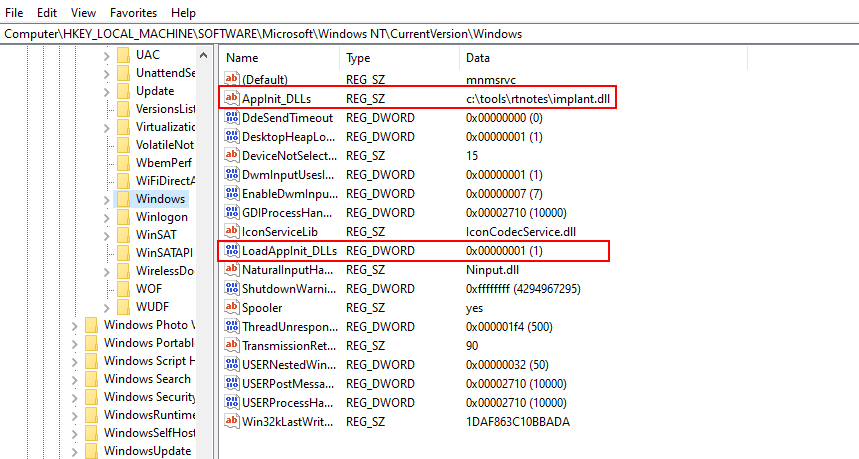 File Edit View Favorites Help
Computer\HKEY_LOCAL_MACHINE\SOFTWARE\Microsoft\Windows NT\CurrentVersion\Windows
UAC
UnattendSe
Update
VersionsList
Virtualizatio
VolatileNot
WbemPerf
WiFiDirectA
Windows
Winlogon
WinSAT
WinSATAPI
WirelessDo
WOF
WUDF
Windows Photo V
Windows Portabl
Windows Script H
Windows Search
Windows Security
WindowsRuntime
WindowsSelfHost
WindowsUpdate
Name Type Data
(Default) REG_SZ mnmsrvc
AppInit_DLLs REG_SZ c:\tools\rtnotes\implant.dll
DdeSendTimeout REG_DWORD 0x00000000 (0)
DesktopHeapLo... REG_DWORD 0x00000001 (1)
DeviceNotSelect... REG_SZ 15
DwmInputUsesI... REG_DWORD 0x00000001 (1)
EnableDwmInpu... REG_DWORD 0x00000007 (7)
GDIProcessHan... REG_DWORD 0x00002710 (10000)
IconServiceLib REG_SZ IconCodecService.dll
LoadAppInit_DLLs REG_DWORD 0x00000001 (1)
NaturalInputHa... REG_SZ Ninput.dll
ShutdownWarni... REG_DWORD 0xffffffff (4294967295)
Spooler REG_SZ yes
ThreadUnrespon... REG_DWORD 0x000001f4 (500)
TransmissionRet... REG_SZ 90
USERNestedWin... REG_DWORD 0x00000032 (50)
USERPostMessa... REG_DWORD 0x00002710 (10000)
USERProcessHa... REG_DWORD 0x00002710 (10000)
Win32kLastWrit... REG_SZ 1DAF863C10BBADA